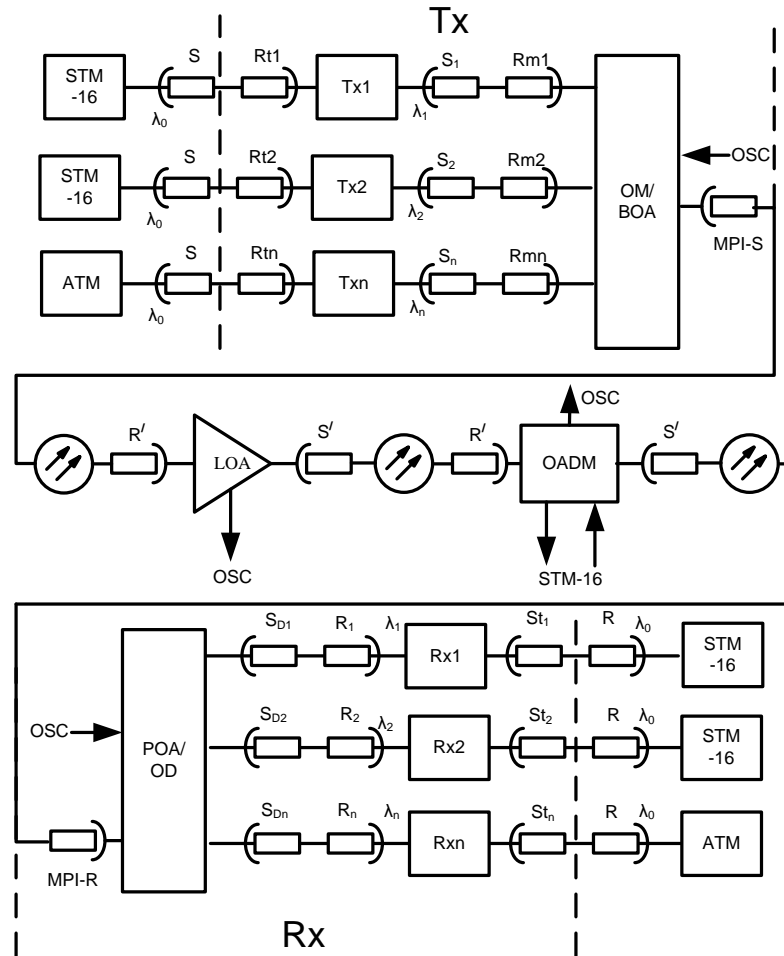 Tx
STM
-16
S
Rt1
Tx1
S₁
Rm1
λ₀
λ₁
STM
-16
S
Rt2
Tx2
S₂
Rm2
λ₀
λ₂
OM/
BOA
OSC
MPI-S
ATM
S
Rtn
Txn
Sₙ
Rmn
λ₀
λₙ
R′
LOA
OSC
S′
R′
OSC
OADM
STM-16
S′
S_D1
R₁
λ₁
Rx1
St₁
R
λ₀
STM
-16
OSC
POA/
OD
S_D2
R₂
λ₂
Rx2
St₂
R
λ₀
STM
-16
S_Dn
Rₙ
λₙ
Rxn
Stₙ
R
λ₀
ATM
MPI-R
Rx